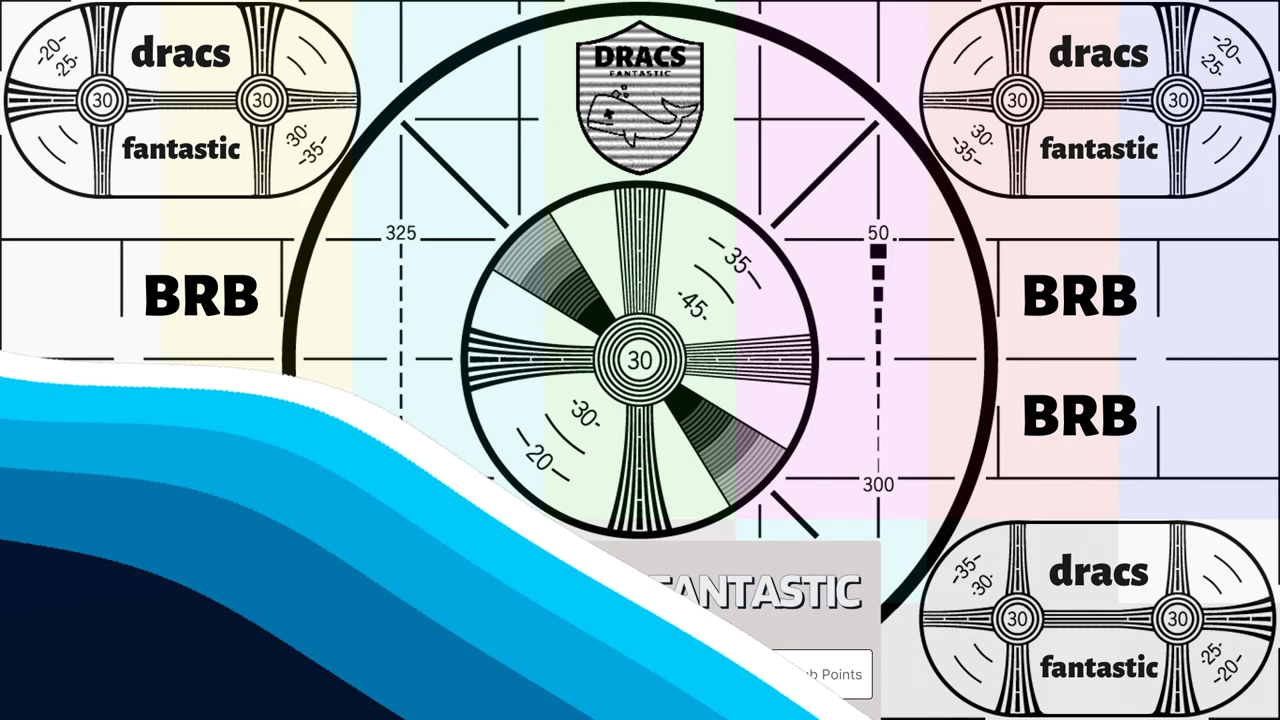 dracs
fantastic
-20-
-25-
30
30
-30-
-35-
DRACS
FANTASTIC
dracs
fantastic
-20-
25-
30
30
-30-
-35-
325
50
-35-
-45-
30
-30-
-20-
300
BRB
BRB
BRB
FANTASTIC
b Points
dracs
fantastic
-35-
30-
30
30
-25-
-20-